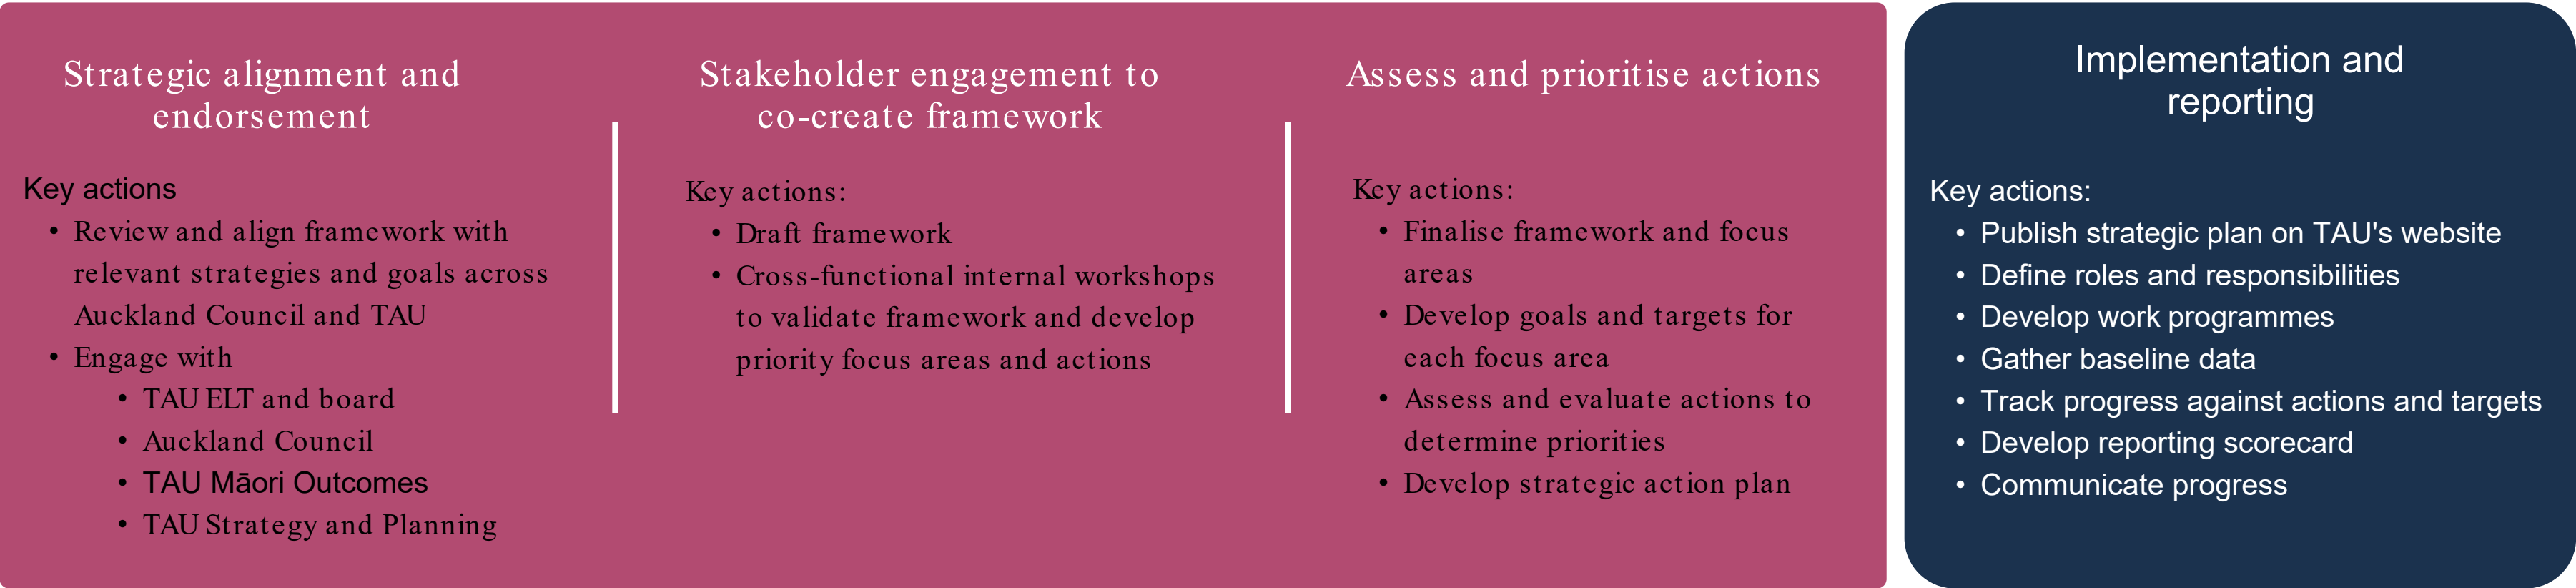 Strategic alignment and
endorsement
Key actions
• Review and align framework with
relevant strategies and goals across
Auckland Council and TAU
• Engage with
• TAU ELT and board
• Auckland Council
• TAU Māori Outcomes
• TAU Strategy and Planning
Stakeholder engagement to
co-create framework
Key actions:
• Draft framework
• Cross-functional internal workshops
to validate framework and develop
priority focus areas and actions
Assess and prioritise actions
Key actions:
• Finalise framework and focus
areas
• Develop goals and targets for
each focus area
• Assess and evaluate actions to
determine priorities
• Develop strategic action plan
Implementation and
reporting
Key actions:
• Publish strategic plan on TAU's website
• Define roles and responsibilities
• Develop work programmes
• Gather baseline data
• Track progress against actions and targets
• Develop reporting scorecard
• Communicate progress